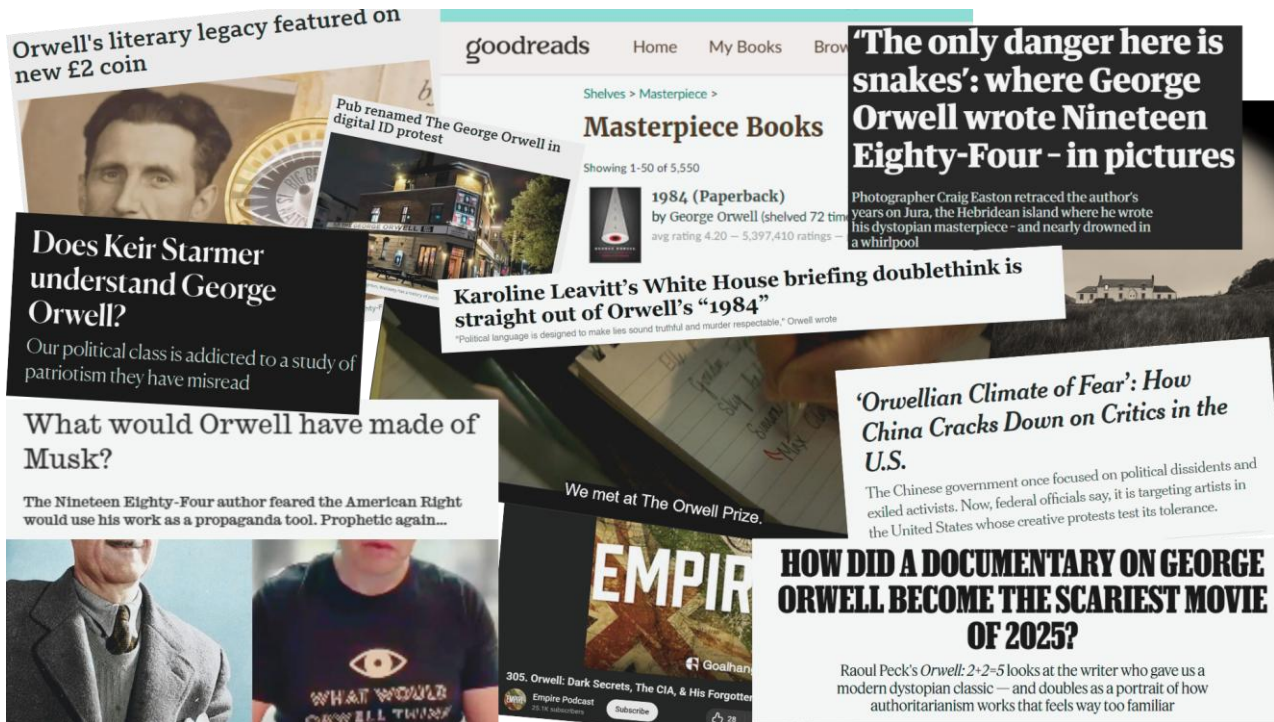 Orwell's literary legacy featured on
new £2 coin
Pub renamed The George Orwell in
digital ID protest
GEORGE ORWELL
goodreads
Home
My Books
Shelves > Masterpiece >
Masterpiece Books
Showing 1-50 of 5,550
1984 (Paperback)
by George Orwell (shelved 72
avg rating 4.20 — 5,397,410 ratings —
'The only danger here is
snakes': where George
Orwell wrote Nineteen
Eighty-Four – in pictures
Photographer Craig Easton retraced the author's
years on Jura, the Hebridean island where he wrote
his dystopian masterpiece - and nearly drowned in
a whirlpool
Does Keir Starmer
understand George
Orwell?
Our political class is addicted to a study of
patriotism they have misread
Karoline Leavitt's White House briefing doublethink is
straight out of Orwell's “1984”
"Political language is designed to make lies sound truthful and murder respectable," Orwell wrote
We met at The Orwell Prize.
'Orwellian Climate of Fear': How
China Cracks Down on Critics in the
U.S.
The Chinese government once focused on political dissidents and
exiled activists. Now, federal officials say, it is targeting artists in
the United States whose creative protests test its tolerance.
What would Orwell have made of
Musk?
The Nineteen Eighty-Four author feared the American Right
would use his work as a propaganda tool. Prophetic again...
WHAT WOULD
ORWELL THINK
EMPIR
Goalhan
305. Orwell: Dark Secrets, The CIA, & His Forgotten
Empire Podcast
25.1K subscribers
Subscribe
28
HOW DID A DOCUMENTARY ON GEORGE
ORWELL BECOME THE SCARIEST MOVIE
OF 2025?
Raoul Peck's Orwell: 2+2=5 looks at the writer who gave us a
modern dystopian classic — and doubles as a portrait of how
authoritarianism works that feels way too familiar